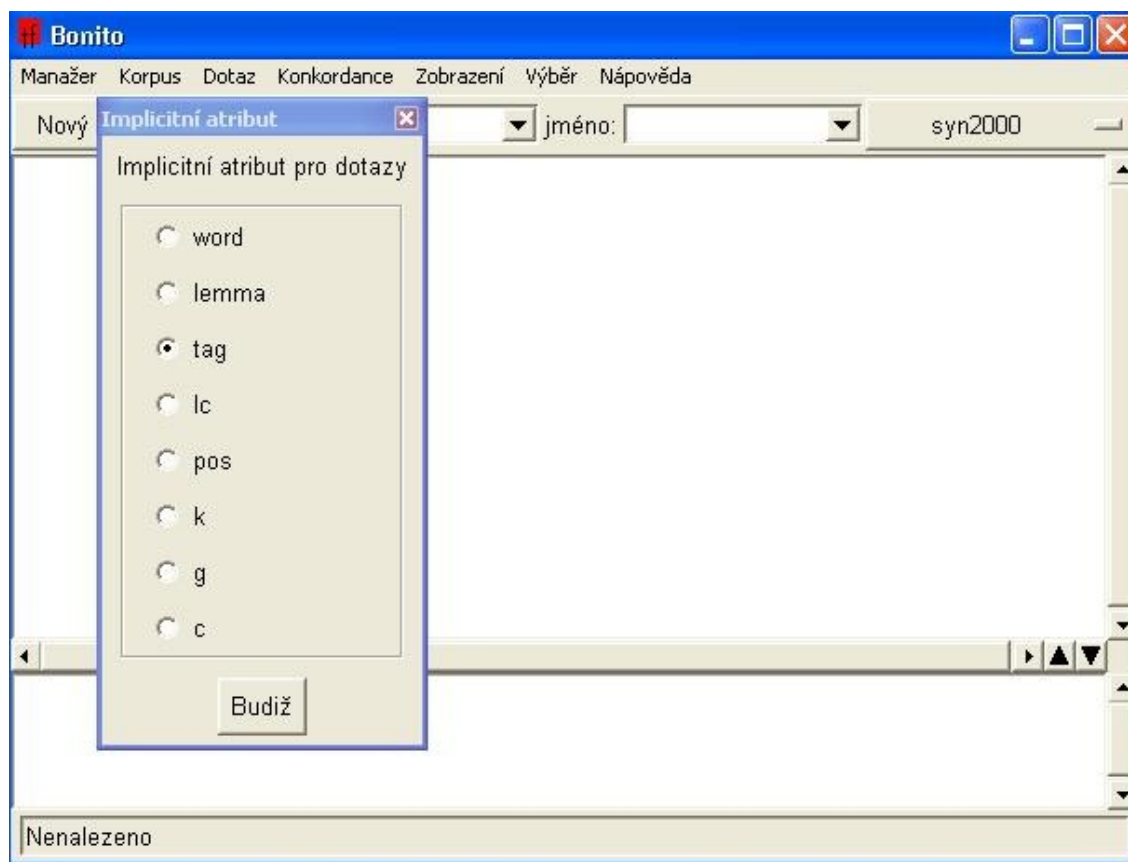 Bonito
Manažer Korpus Dotaz Konkordance Zobrazení Výběr Nápověda
Nový jméno: syn2000
Implicitní atribut
Implicitní atribut pro dotazy
word
lemma
tag
lc
pos
k
g
c
Budiž
Nenalezeno